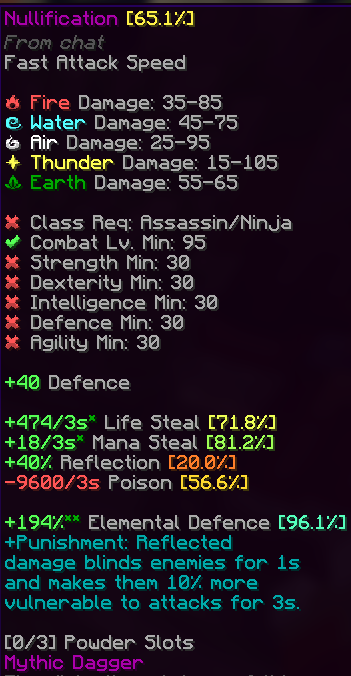 Nullification [65.1%]
From chat
Fast Attack Speed
Fire Damage: 35-85
Water Damage: 45-75
Air Damage: 25-95
Thunder Damage: 15-105
Earth Damage: 55-65
✖ Class Req: Assassin/Ninja
✔ Combat Lv. Min: 95
✖ Strength Min: 30
✖ Dexterity Min: 30
✖ Intelligence Min: 30
✖ Defence Min: 30
✖ Agility Min: 30
+40 Defence
+474/3s* Life Steal [71.8%]
+18/3s* Mana Steal [81.2%]
+40% Reflection [20.0%]
-9600/3s Poison [56.6%]
+194%** Elemental Defence [96.1%]
+Punishment: Reflected
damage blinds enemies for 1s
and makes them 10% more
vulnerable to attacks for 3s.
[0/3] Powder Slots
Mythic Dagger